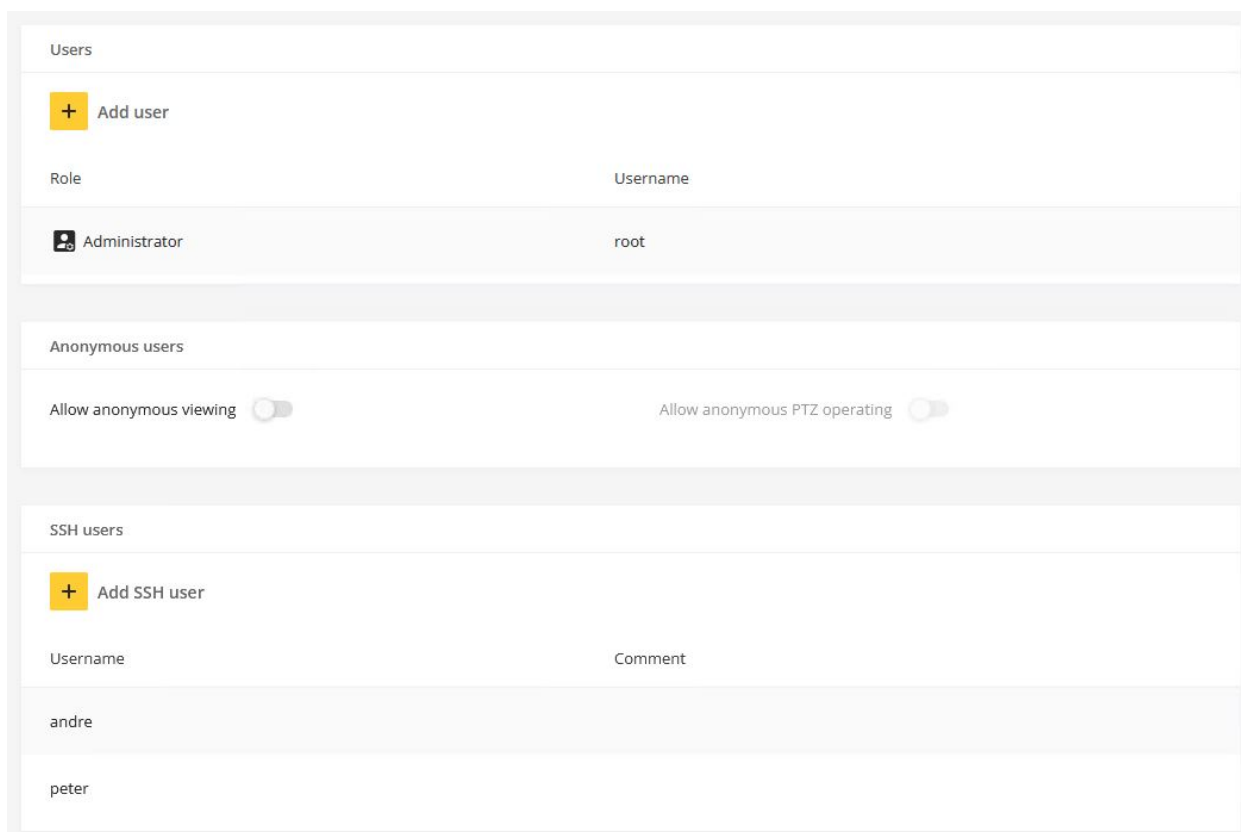 Users
+ Add user
Role Username
Administrator root
Anonymous users
Allow anonymous viewing Allow anonymous PTZ operating
SSH users
+ Add SSH user
Username Comment
andre
peter